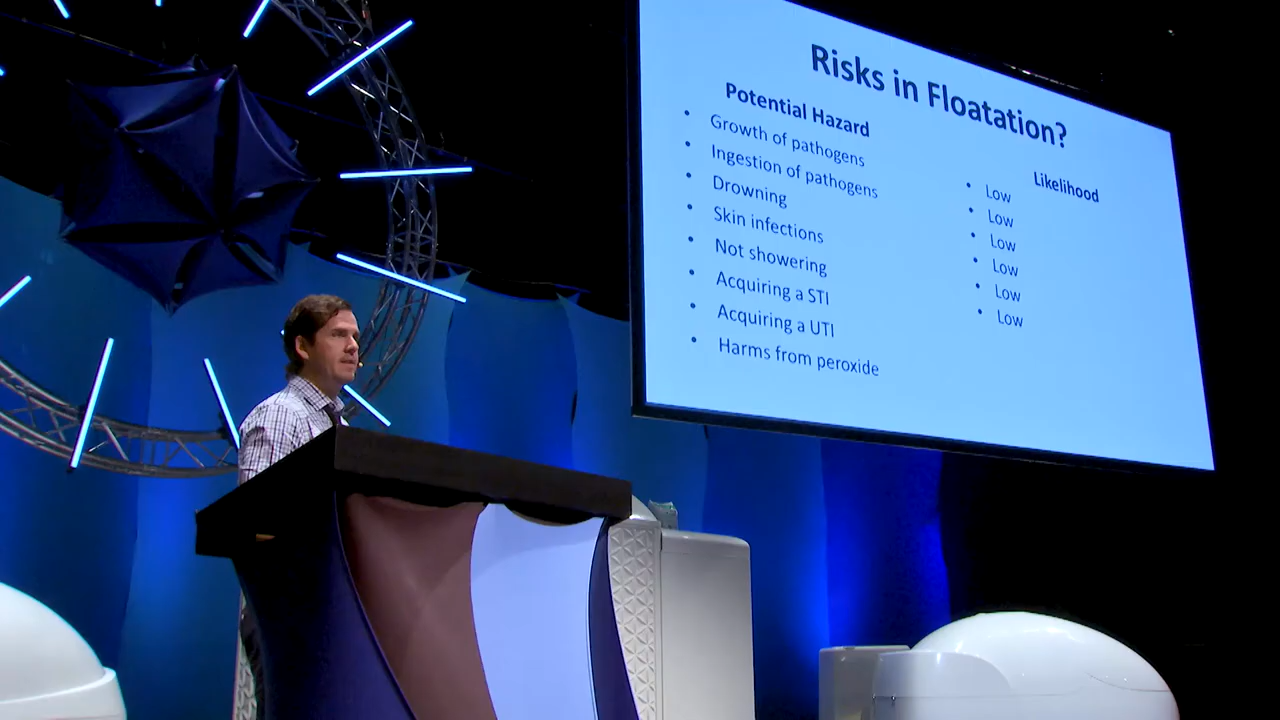 Risks in Floatation?
Potential Hazard
• Growth of pathogens
• Ingestion of pathogens
• Drowning
• Skin infections
• Not showering
• Acquiring a STI
• Acquiring a UTI
• Harms from peroxide
Likelihood
• Low
• Low
• Low
• Low
• Low
• Low